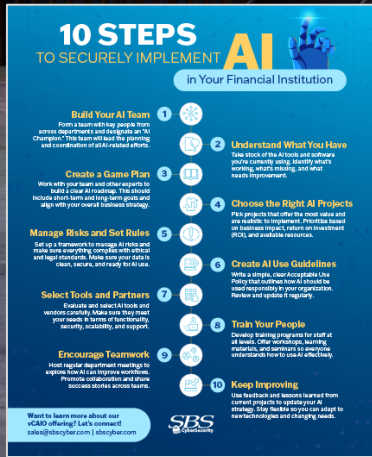 10 STEPS
TO SECURELY IMPLEMENT AI
in Your Financial Institution
Build Your AI Team 1
Form a team with key people from
across departments and designate an "AI
Champion." This team will lead the planning
and coordination of all AI-related efforts.
2 Understand What You Have
Take stock of the AI tools and software
you're currently using. Identify what's
working, what's missing, and what
needs improvement.
Create a Game Plan 3
Work with your team and other experts to
build a clear AI roadmap. This should
include short-term and long-term goals and
align with your overall business strategy.
4 Choose the Right AI Projects
Pick projects that offer the most value and
are realistic to implement. Prioritize based
on business impact, return on investment
(ROI), and available resources.
Manage Risks and Set Rules 5
Set up a framework to manage AI risks and
make sure everything complies with ethical
and legal standards. Make sure your data is
clean, secure, and ready for AI use.
6 Create AI Use Guidelines
Write a simple, clear Acceptable Use
Policy that outlines how AI should be
used responsibly in your organization.
Review and update it regularly.
Select Tools and Partners 7
Evaluate and select AI tools and
vendors carefully. Make sure they meet
your needs in terms of functionality,
security, scalability, and support.
8 Train Your People
Develop training programs for staff at
all levels. Offer workshops, learning
materials, and seminars so everyone
understands how to use AI effectively.
Encourage Teamwork 9
Host regular department meetings to
explore how AI can improve workflows.
Promote collaboration and share
success stories across teams.
10 Keep Improving
Use feedback and lessons learned from
current projects to update your AI
strategy. Stay flexible so you can adapt to
new technologies and changing needs.
Want to learn more about our
vCAIO offering? Let's connect!
sales@sbscyber.com | sbscyber.com
SBS
CyberSecurity